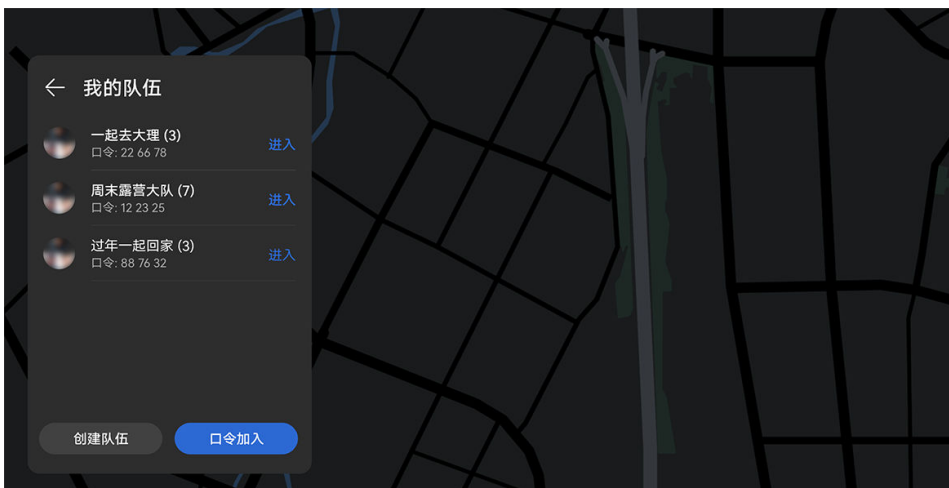 我的队伍
一起去大理 (3)
口令: 22 66 78
进入
周末露营大队 (7)
口令: 12 23 25
进入
过年一起回家 (3)
口令: 88 76 32
进入
创建队伍
口令加入